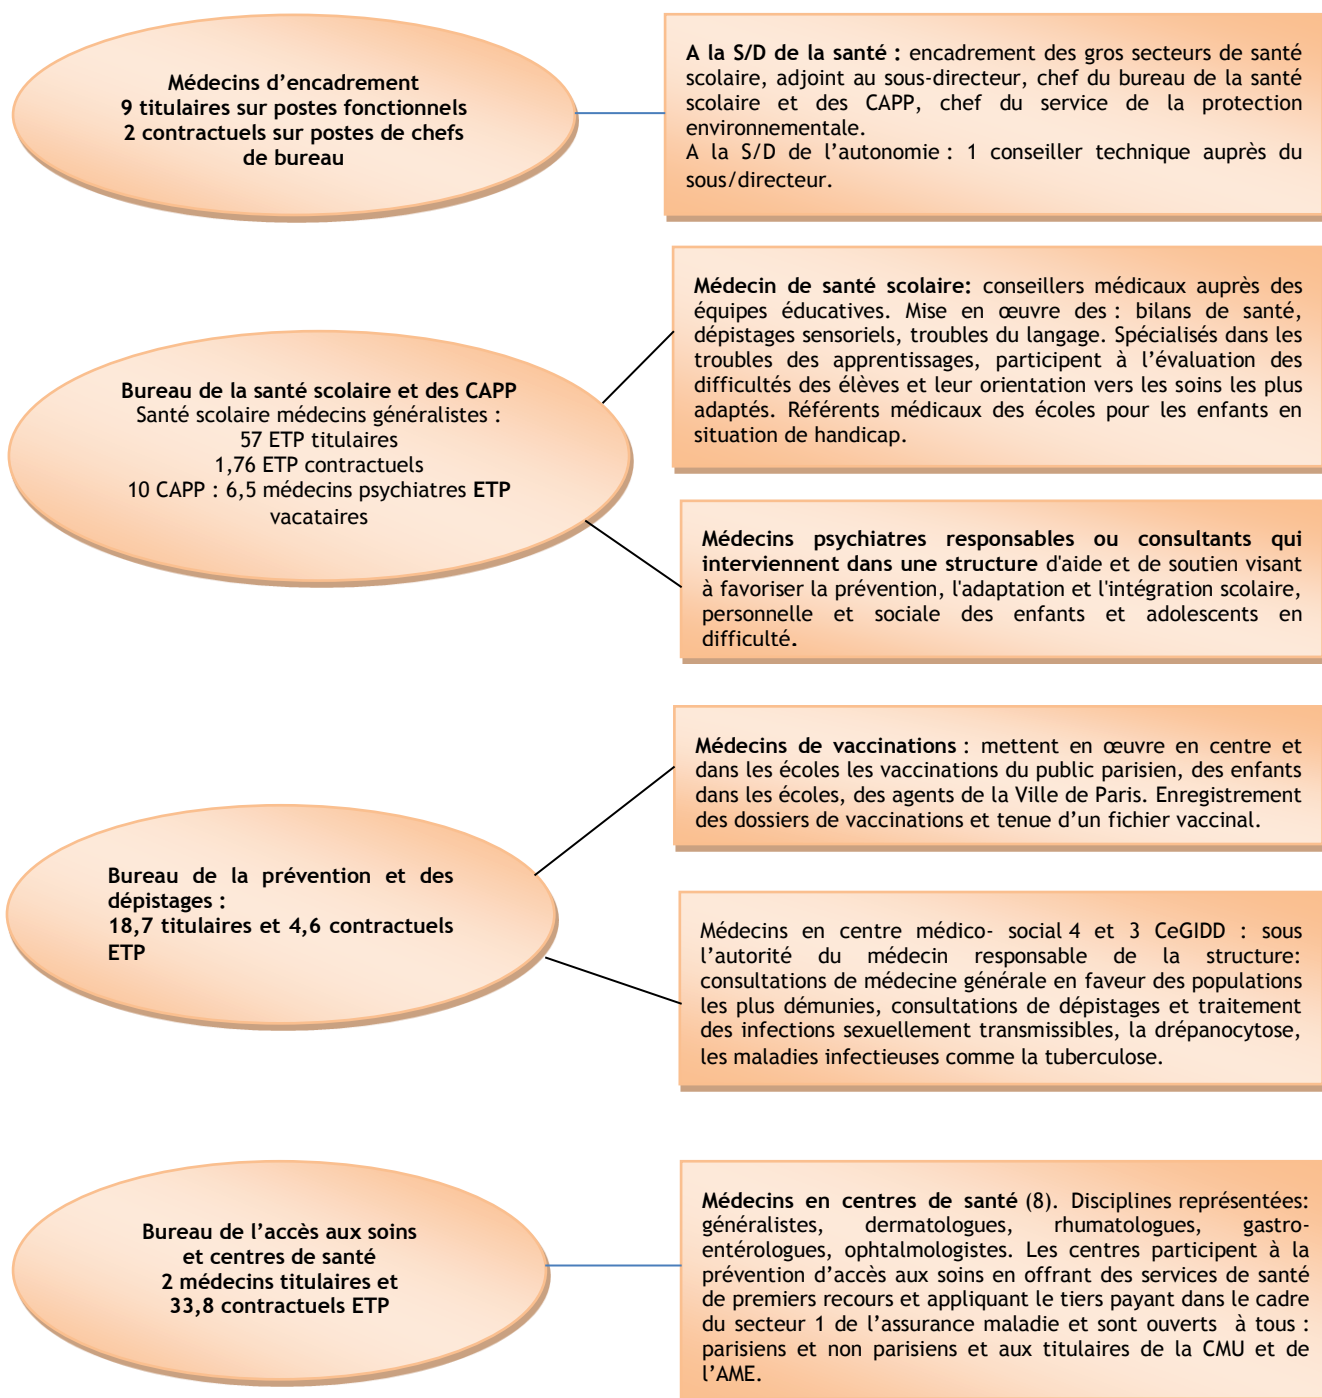 Médecins d’encadrement
9 titulaires sur postes fonctionnels
2 contractuels sur postes de chefs
de bureau
A la S/D de la santé : encadrement des gros secteurs de santé
scolaire, adjoint au sous-directeur, chef du bureau de la santé
scolaire et des CAPP, chef du service de la protection
environnementale.
A la S/D de l’autonomie : 1 conseiller technique auprès du
sous/directeur.
Bureau de la santé scolaire et des CAPP
Santé scolaire médecins généralistes :
57 ETP titulaires
1,76 ETP contractuels
10 CAPP : 6,5 médecins psychiatres ETP
vacataires
Médecin de santé scolaire: conseillers médicaux auprès des
équipes éducatives. Mise en œuvre des : bilans de santé,
dépistages sensoriels, troubles du langage. Spécialisés dans les
troubles des apprentissages, participent à l’évaluation des
difficultés des élèves et leur orientation vers les soins les plus
adaptés. Référents médicaux des écoles pour les enfants en
situation de handicap.
Médecins psychiatres responsables ou consultants qui
interviennent dans une structure d'aide et de soutien visant
à favoriser la prévention, l'adaptation et l'intégration scolaire,
personnelle et sociale des enfants et adolescents en
difficulté.
Bureau de la prévention et des
dépistages :
18,7 titulaires et 4,6 contractuels
ETP
Médecins de vaccinations : mettent en œuvre en centre et
dans les écoles les vaccinations du public parisien, des enfants
dans les écoles, des agents de la Ville de Paris. Enregistrement
des dossiers de vaccinations et tenue d’un fichier vaccinal.
Médecins en centre médico- social 4 et 3 CeGIDD : sous
l’autorité du médecin responsable de la structure:
consultations de médecine générale en faveur des populations
les plus démunies, consultations de dépistages et traitement
des infections sexuellement transmissibles, la drépanocytose,
les maladies infectieuses comme la tuberculose.
Bureau de l’accès aux soins
et centres de santé
2 médecins titulaires et
33,8 contractuels ETP
Médecins en centres de santé (8). Disciplines représentées:
généralistes, dermatologues, rhumatologues, gastro-
entérologues, ophtalmologistes. Les centres participent à la
prévention d’accès aux soins en offrant des services de santé
de premiers recours et appliquant le tiers payant dans le cadre
du secteur 1 de l’assurance maladie et sont ouverts à tous :
parisiens et non parisiens et aux titulaires de la CMU et de
l’AME.